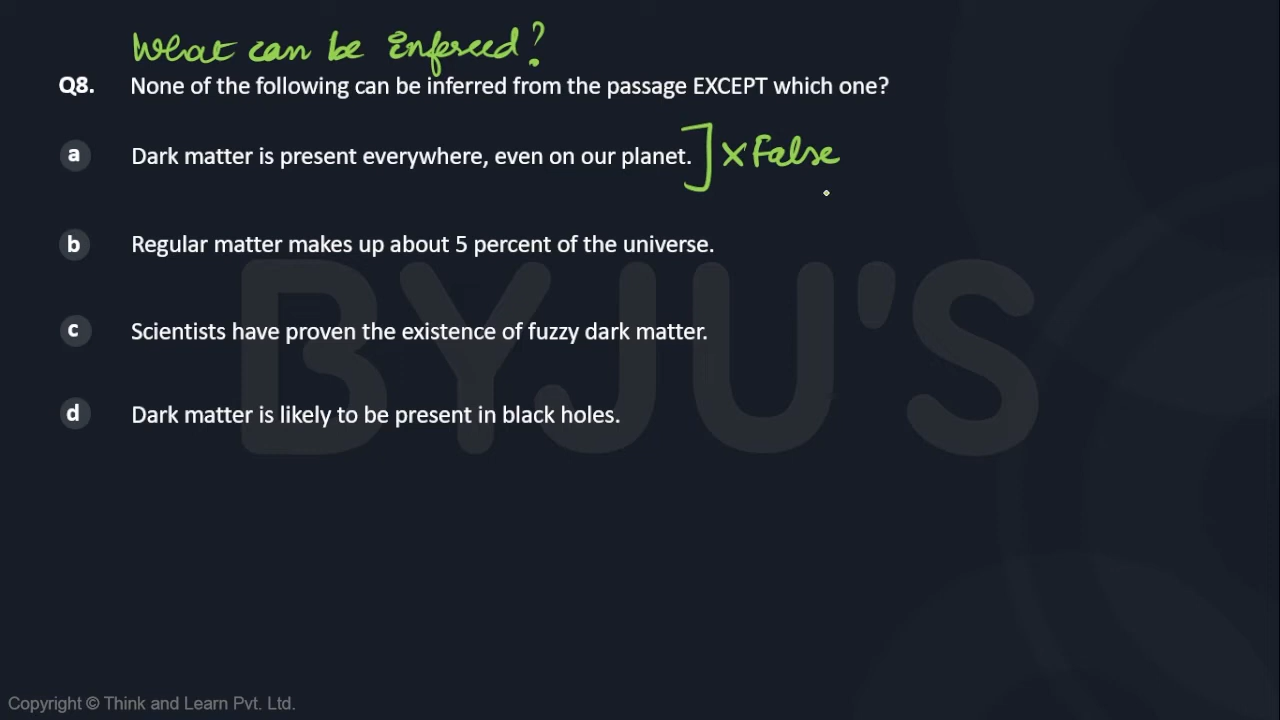 What can be infereed?
Q8. None of the following can be inferred from the passage EXCEPT which one?
a Dark matter is present everywhere, even on our planet. ] × False
b Regular matter makes up about 5 percent of the universe.
c Scientists have proven the existence of fuzzy dark matter.
d Dark matter is likely to be present in black holes.
BYJU'S
Copyright © Think and Learn Pvt. Ltd.